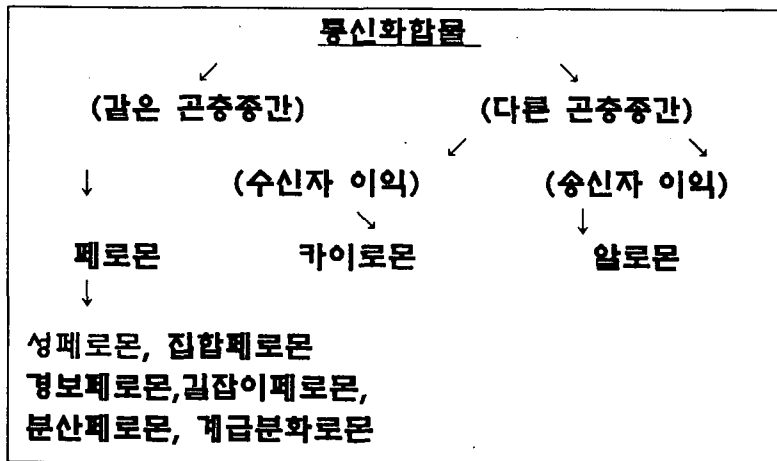 통신화합물
↙ ↘
(같은 곤충종간) (다른 곤충종간)
↙ ↘
↓ (수신자 이익) (송신자 이익)
↘ ↓
페로몬 카이로몬 알로몬
↓
성페로몬, 집합페로몬
경보페로몬,길잡이페로몬,
분산페로몬, 계급분화로몬